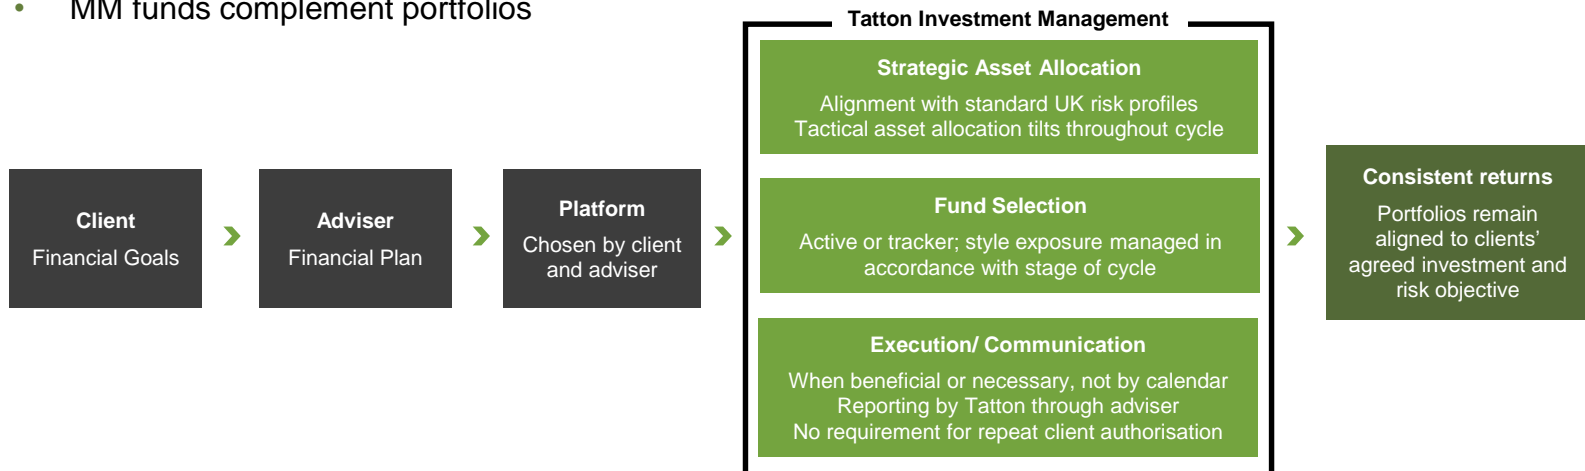 • MM funds complement portfolios
Tatton Investment Management
Strategic Asset Allocation
Alignment with standard UK risk profiles
Tactical asset allocation tilts throughout cycle
Client
Financial Goals
Adviser
Financial Plan
Platform
Chosen by client
and adviser
Fund Selection
Active or tracker; style exposure managed in
accordance with stage of cycle
Execution/ Communication
When beneficial or necessary, not by calendar
Reporting by Tatton through adviser
No requirement for repeat client authorisation
Consistent returns
Portfolios remain
aligned to clients’
agreed investment and
risk objective